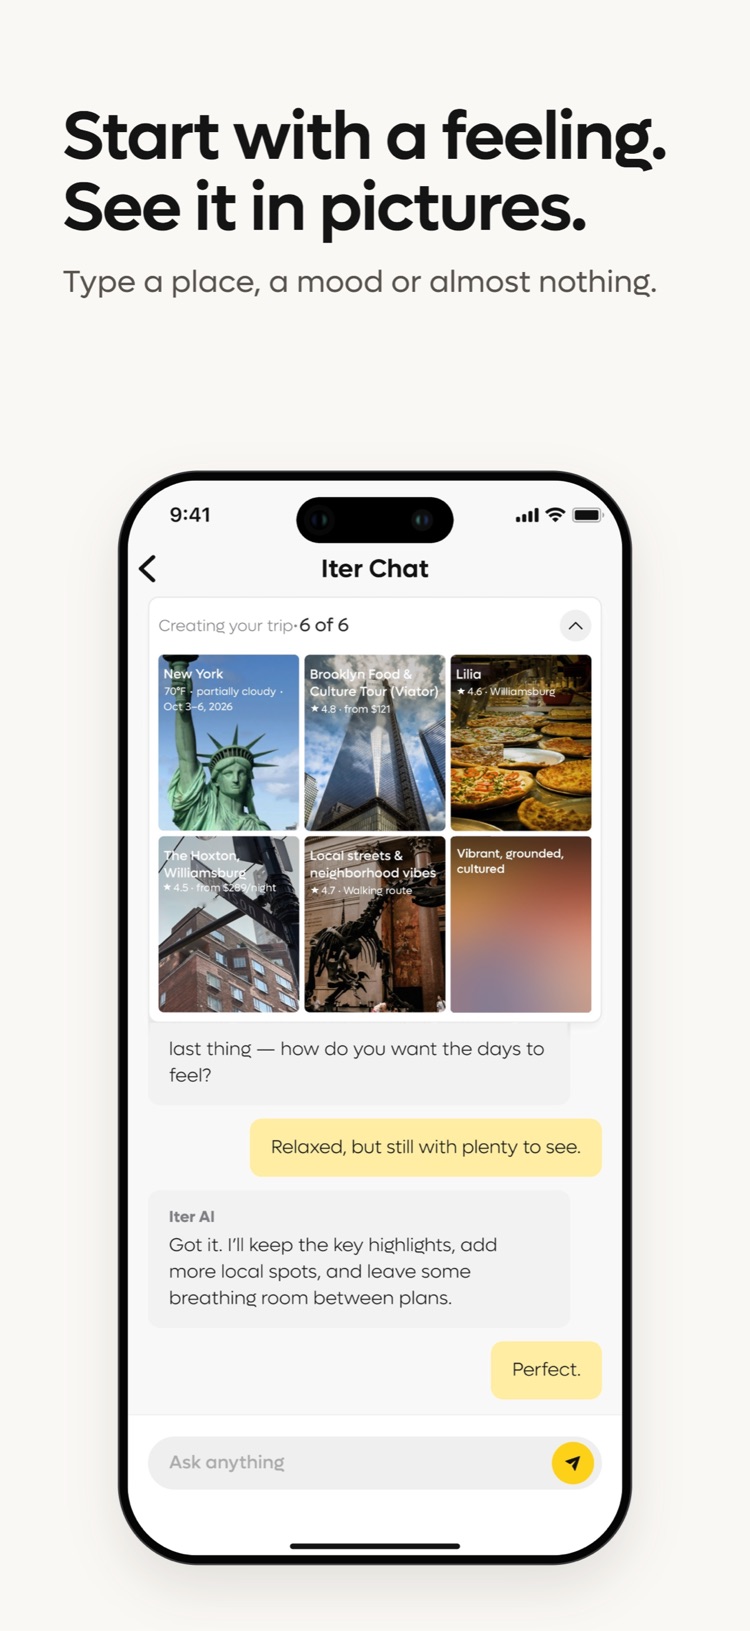 Start with a feeling.
See it in pictures.
Type a place, a mood or almost nothing.
9:41
Iter Chat
Creating your trip•6 of 6
New York
70°F • partially cloudy •
Oct 3–6, 2026
Brooklyn Food &
Culture Tour (Viator)
★ 4.8 • from $121
Lilia
★ 4.6 • Williamsburg
The Hoxton,
Williamsburg
★ 4.5 • from $289/night
Local streets &
neighborhood vibes
★ 4.7 • Walking route
Vibrant, grounded,
cultured
last thing — how do you want the days to
feel?
Relaxed, but still with plenty to see.
Iter AI
Got it. I'll keep the key highlights, add
more local spots, and leave some
breathing room between plans.
Perfect.
Ask anything